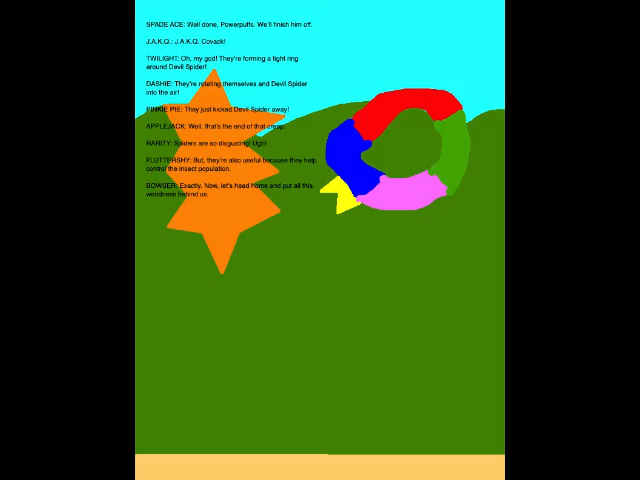 SPADE ACE: Well done, Powerpuffs. We'll finish him off.
J.A.K.Q.: J.A.K.Q. Covack!
TWILIGHT: Oh, my god! They're forming a tight ring
around Devil Spider!
DASHIE: They're rotating themselves and Devil Spider
into the air!
PINKIE PIE: They just kicked Devil Spider away!
APPLEJACK: Well, that's the end of that creep.
RARITY: Spiders are so disgusting! Ugh!
FLUTTERSHY: But, they're also useful because they help
control the insect population.
BOWSER: Exactly. Now, let's head home and put all this
weirdness behind us.